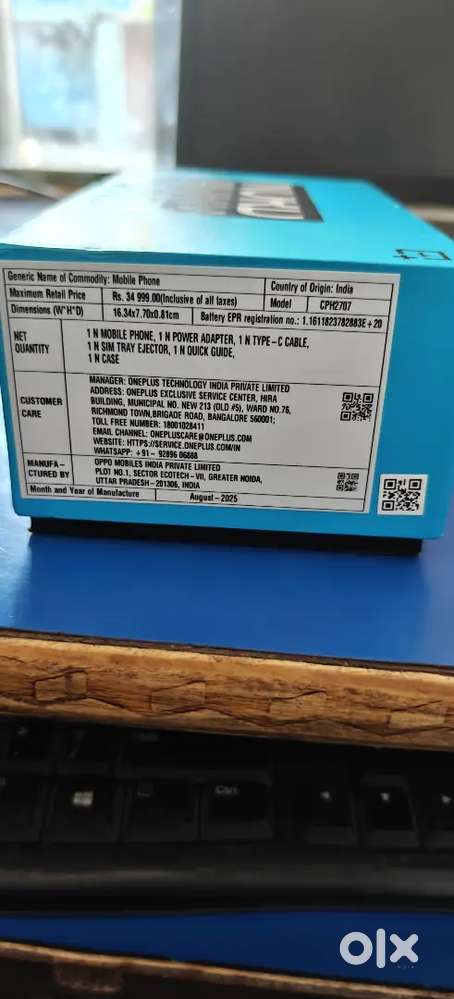 Generic Name of Commodity: Mobile Phone
Country of Origin: India
Maximum Retail Price Rs. 34 999.00(Inclusive of all taxes) Model CPH2707
Dimensions (W*H*D) 16.34x7.70x0.81cm Battery EPR registration no.: 1.1611823782883E+20
NET QUANTITY
1 N MOBILE PHONE, 1 N POWER ADAPTER, 1 N TYPE-C CABLE,
1 N SIM TRAY EJECTOR, 1 N QUICK GUIDE,
1 N CASE
CUSTOMER CARE
MANAGER: ONEPLUS TECHNOLOGY INDIA PRIVATE LIMITED
ADDRESS: ONEPLUS EXCLUSIVE SERVICE CENTER, HIRA
BUILDING, MUNICIPAL NO. NEW 213 (OLD #5), WARD NO.76,
RICHMOND TOWN,BRIGADE ROAD, BANGALORE 560001;
TOLL FREE NUMBER: 18001028411
EMAIL CHANNEL: ONEPLUSCARE@ONEPLUS.COM
WEBSITE: HTTPS://SERVICE.ONEPLUS.COM/IN
WHATSAPP: +91- 92896 06888
MANUFA-
CTURED BY
OPPO MOBILES INDIA PRIVATE LIMITED
PLOT NO.1, SECTOR ECOTECH-VII, GREATER NOIDA,
UTTAR PRADESH-201306, INDIA
Month and Year of Manufacture August-2025
Ctrl
olx
INDIA